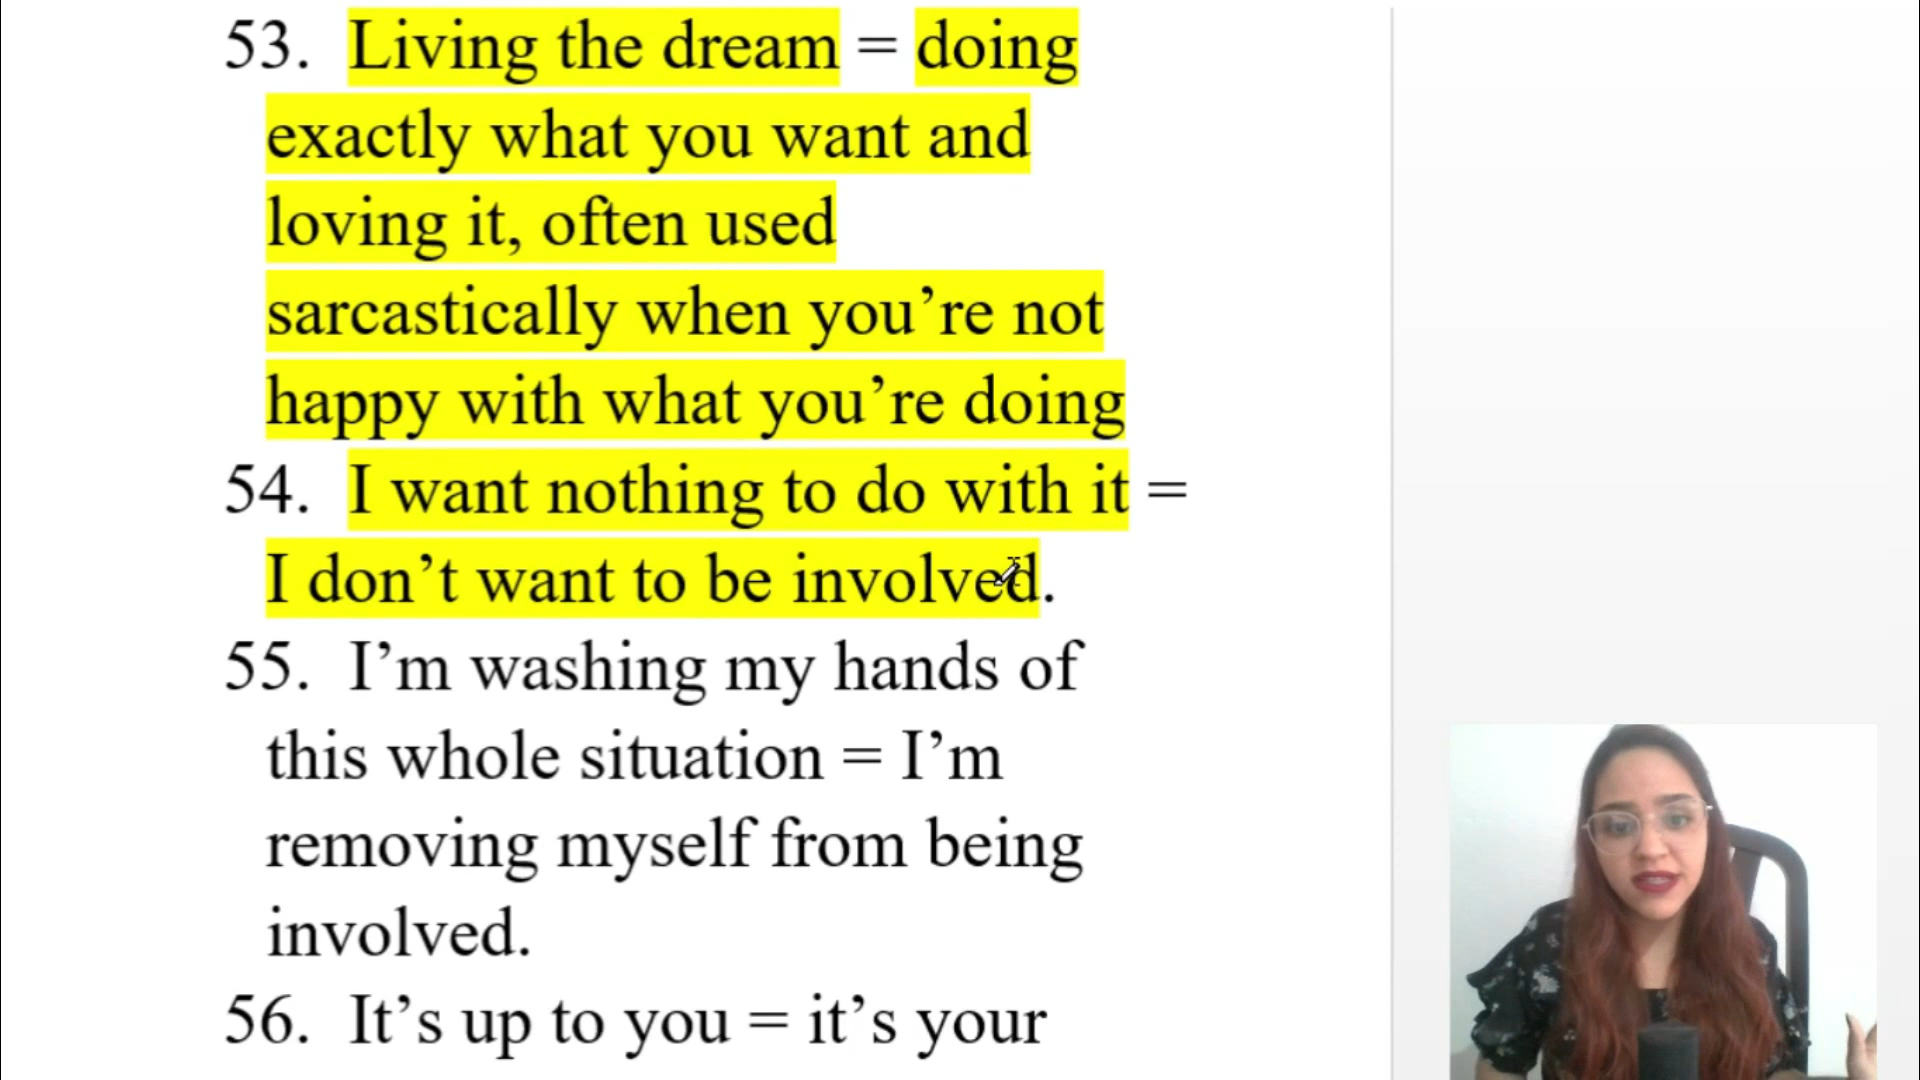 53. Living the dream = doing
exactly what you want and
loving it, often used
sarcastically when you’re not
happy with what you’re doing
54. I want nothing to do with it =
I don’t want to be involved.
55. I’m washing my hands of
this whole situation = I’m
removing myself from being
involved.
56. It’s up to you = it’s your